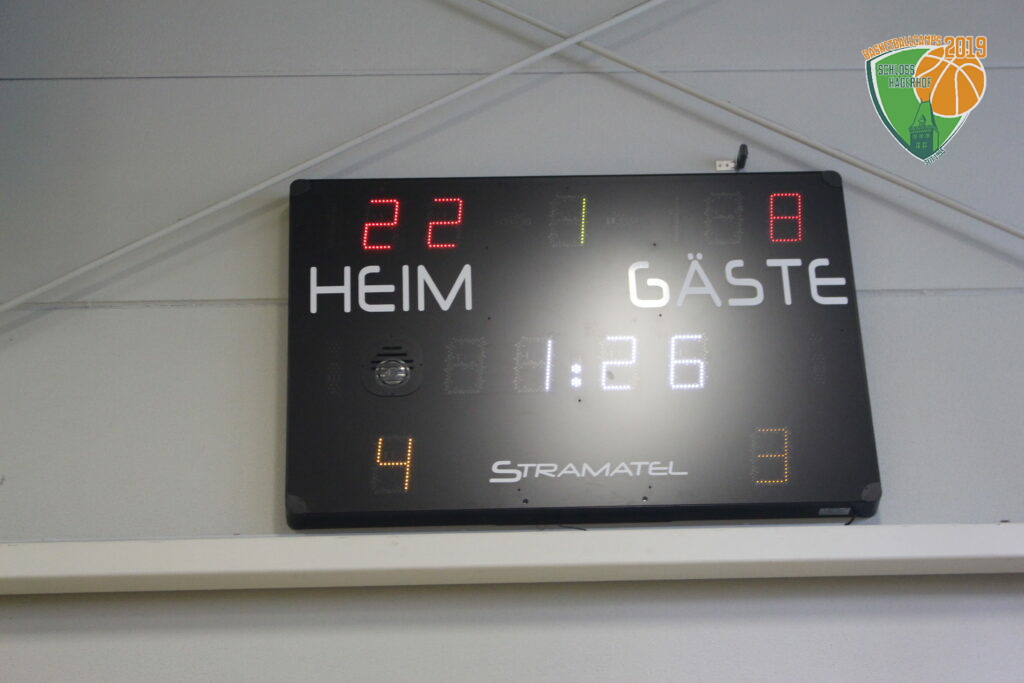 BASKETBALLCAMPS 2019
SCHLOSS
HAGERHOF
22 1 8
HEIM GÄSTE
1:26
4 3
STRAMATEL